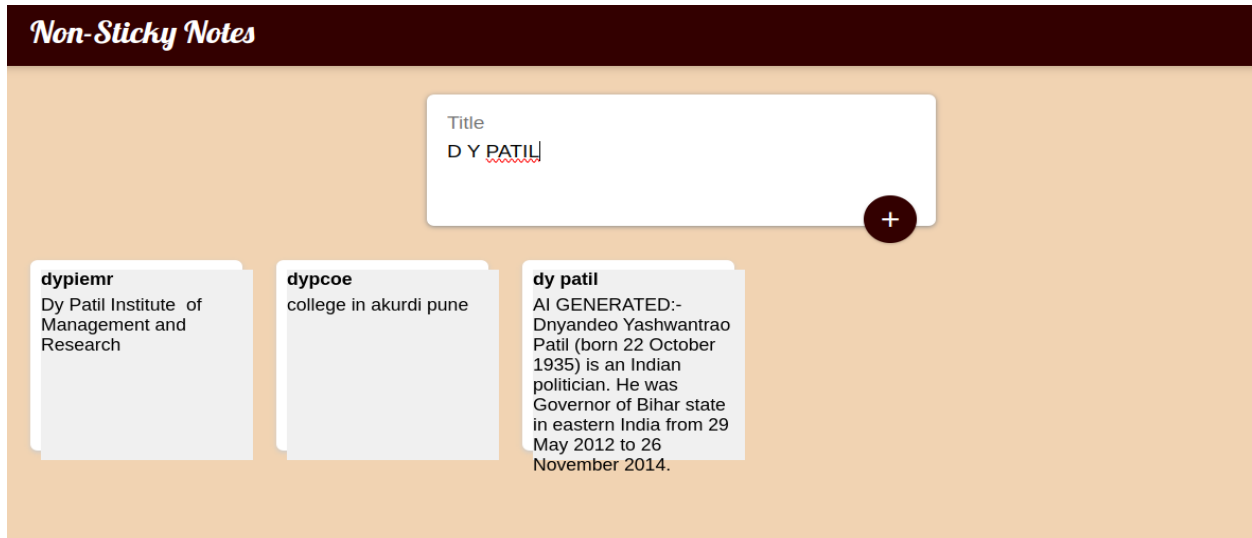 Non-Sticky Notes
Title
D Y PATIL
+
dypiemr
Dy Patil Institute  of
Management and
Research
dypcoe
college in akurdi pune
dy patil
AI GENERATED:-
Dnyandeo Yashwantrao
Patil (born 22 October
1935) is an Indian
politician. He was
Governor of Bihar state
in eastern India from 29
May 2012 to 26
November 2014.